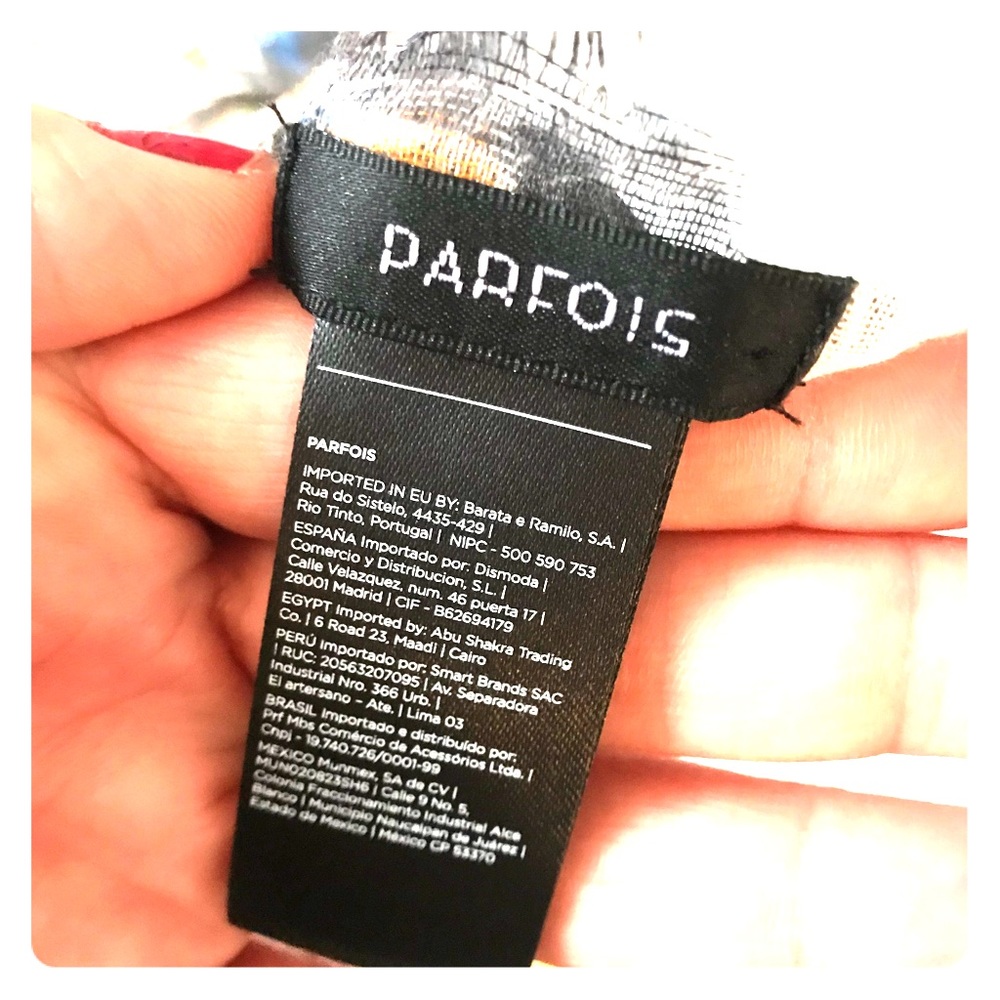 PARFOIS
PARFOIS
IMPORTED IN EU BY: Barata e Ramilo, S.A. |
Rua do Sistelo, 4435-429 |
Rio Tinto, Portugal | NIPC - 500 590 753
ESPAÑA Importado por: Dismoda |
Comercio y Distribucion, S.L. |
Calle Velazquez, num. 46 puerta 17 |
28001 Madrid | CIF - B62694179
EGYPT Imported by: Abu Shakra Trading
Co. | 6 Road 23, Maadi | Cairo
PERÚ Importado por: Smart Brands SAC
| RUC: 20563207095 | Av. Separadora
Industrial Nro. 366 Urb. |
El artersano - Ate. | Lima 03
BRASIL Importado e distribuído por:
Prf Mbs Comércio de Acessórios Ltda. |
Cnpj - 19.740.726/0001-99
MEXICO Munmex, SA de CV |
MUN020823SH6 | Calle 9 No. 5,
Colonia Fraccionamiento Industrial Alce
Blanco | Municipio Naucalpan de Juárez |
Estado de Mexico | Mexico CP 53370